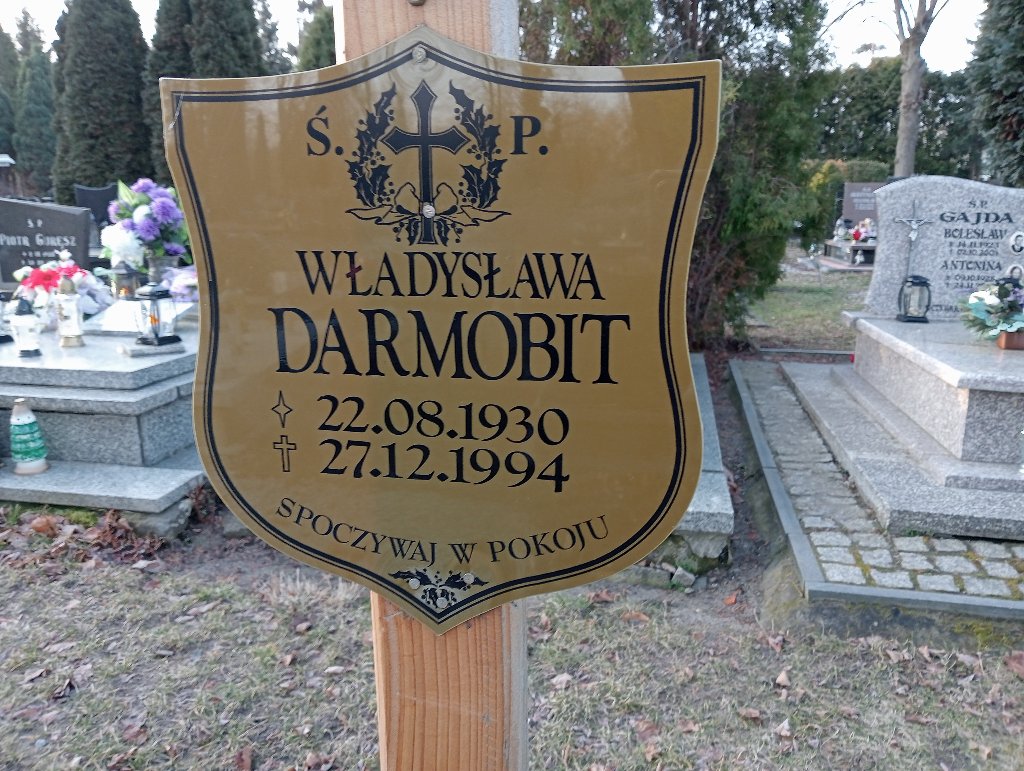 Ś. P.
WŁADYSŁAWA
DARMOBIT
22.08.1930
27.12.1994
SPOCZYWAJ W POKOJU
Ś P
PIOTR
Ś.P.
GAJDA
BOLESŁAW
ANTONINA